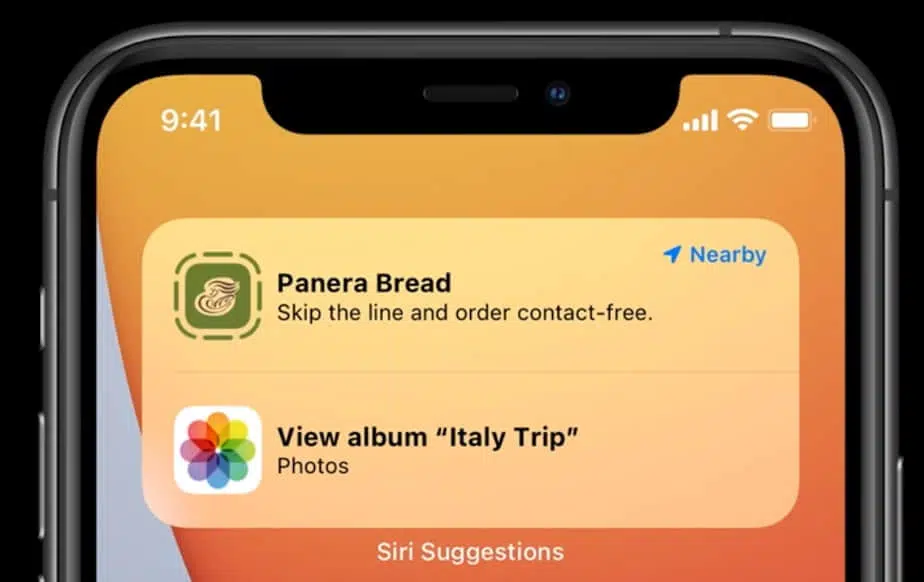 9:41
Nearby
Panera Bread
Skip the line and order contact-free.
View album “Italy Trip”
Photos
Siri Suggestions